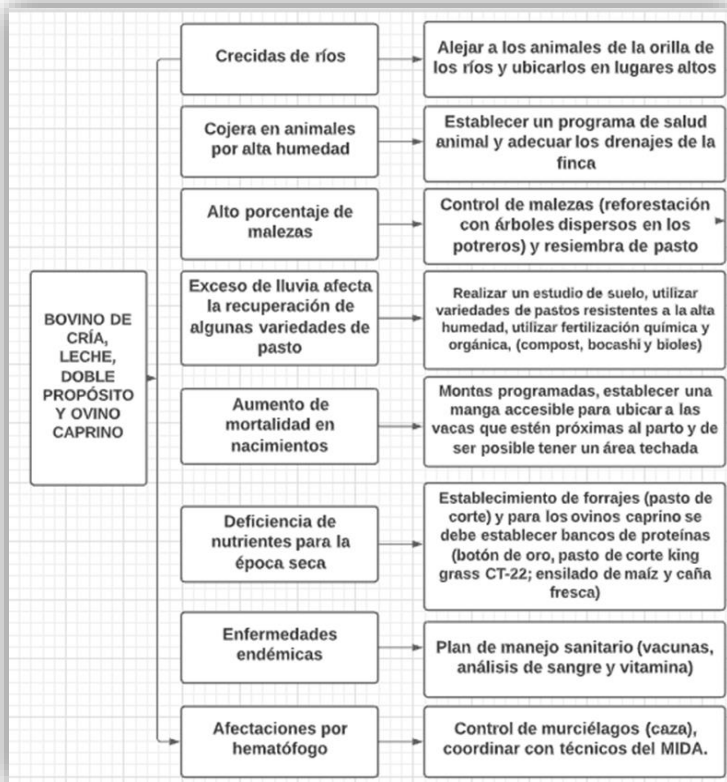 Crecidas de ríos
Alejar a los animales de la orilla de
los ríos y ubicarlos en lugares altos
Cojera en animales
por alta humedad
Establecer un programa de salud
animal y adecuar los drenajes de la
finca
Alto porcentaje de
malezas
Control de malezas (reforestación
con árboles dispersos en los
potreros) y resiembra de pasto
BOVINO DE
CRÍA,
LECHE,
DOBLE
PROPÓSITO
Y OVINO
CAPRINO
Exceso de lluvia afecta
la recuperación de
algunas variedades de
pasto
Realizar un estudio de suelo, utilizar
variedades de pastos resistentes a la alta
humedad, utilizar fertilización química y
orgánica, (compost, bocashi y bioles)
Aumento de
mortalidad en
nacimientos
Montas programadas, establecer una
manga accesible para ubicar a las
vacas que estén próximas al parto y de
ser posible tener un área techada
Deficiencia de
nutrientes para la
época seca
Establecimiento de forrajes (pasto de
corte) y para los ovinos caprino se
debe establecer bancos de proteínas
(botón de oro, pasto de corte king
grass CT-22; ensilado de maíz y caña
fresca)
Enfermedades
endémicas
Plan de manejo sanitario (vacunas,
análisis de sangre y vitamina)
Afectaciones por
hematófogo
Control de murciélagos (caza),
coordinar con técnicos del MIDA.